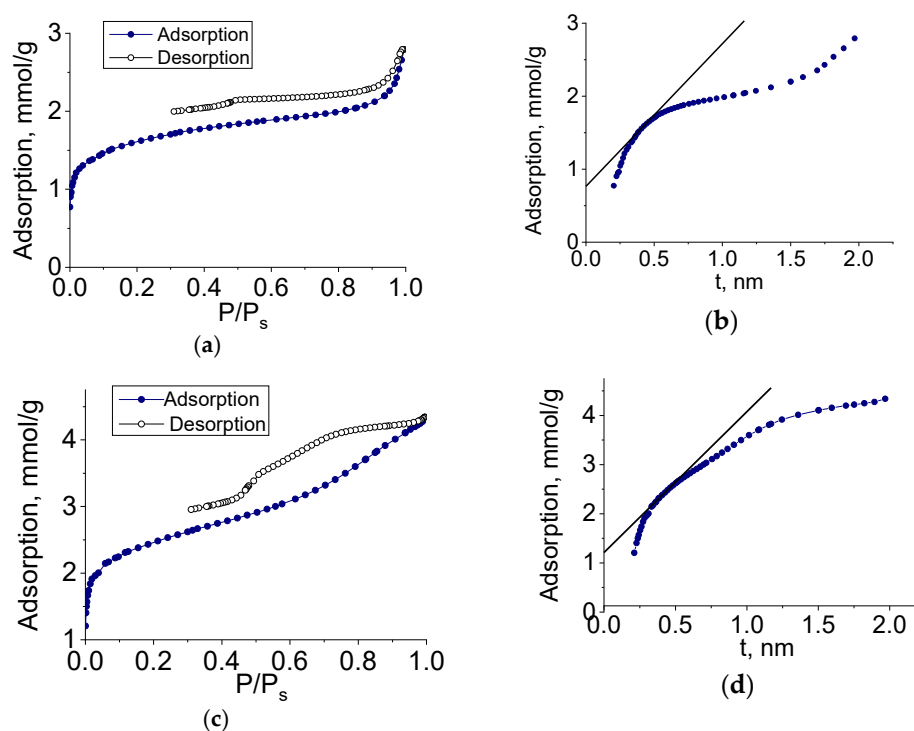 Adsorption
Desorption
Adsorption, mmol/g
3
2
1
0
0.0 0.2 0.4 0.6 0.8 1.0
P/Ps
(a)
Adsorption, mmol/g
3
2
1
0
0.0 0.5 1.0 1.5 2.0
t, nm
(b)
Adsorption
Desorption
Adsorption, mmol/g
4
3
2
1
0.0 0.2 0.4 0.6 0.8 1.0
P/Ps
(c)
Adsorption, mmol/g
4
3
2
1
0
0.0 0.5 1.0 1.5 2.0
t, nm
(d)